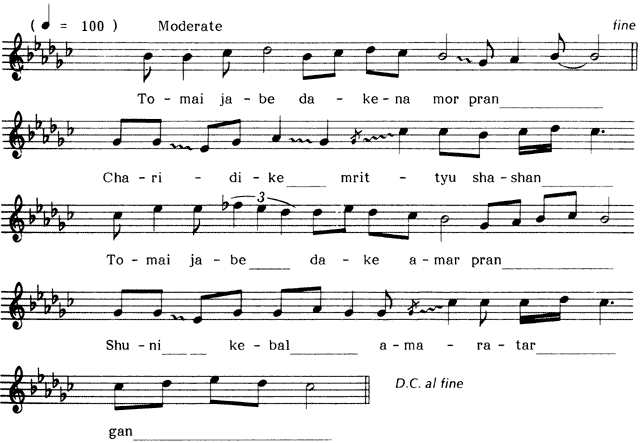 ( ♩ = 100 ) Moderate fine
To-mai ja-be da-ke-na mor pran
Cha-ri-di-ke mrit-tyu sha-shan
3
To-mai ja-be da-ke a-mar pran
Shu-ni ke-bal a-ma-ra-tar
D.C. al fine
gan